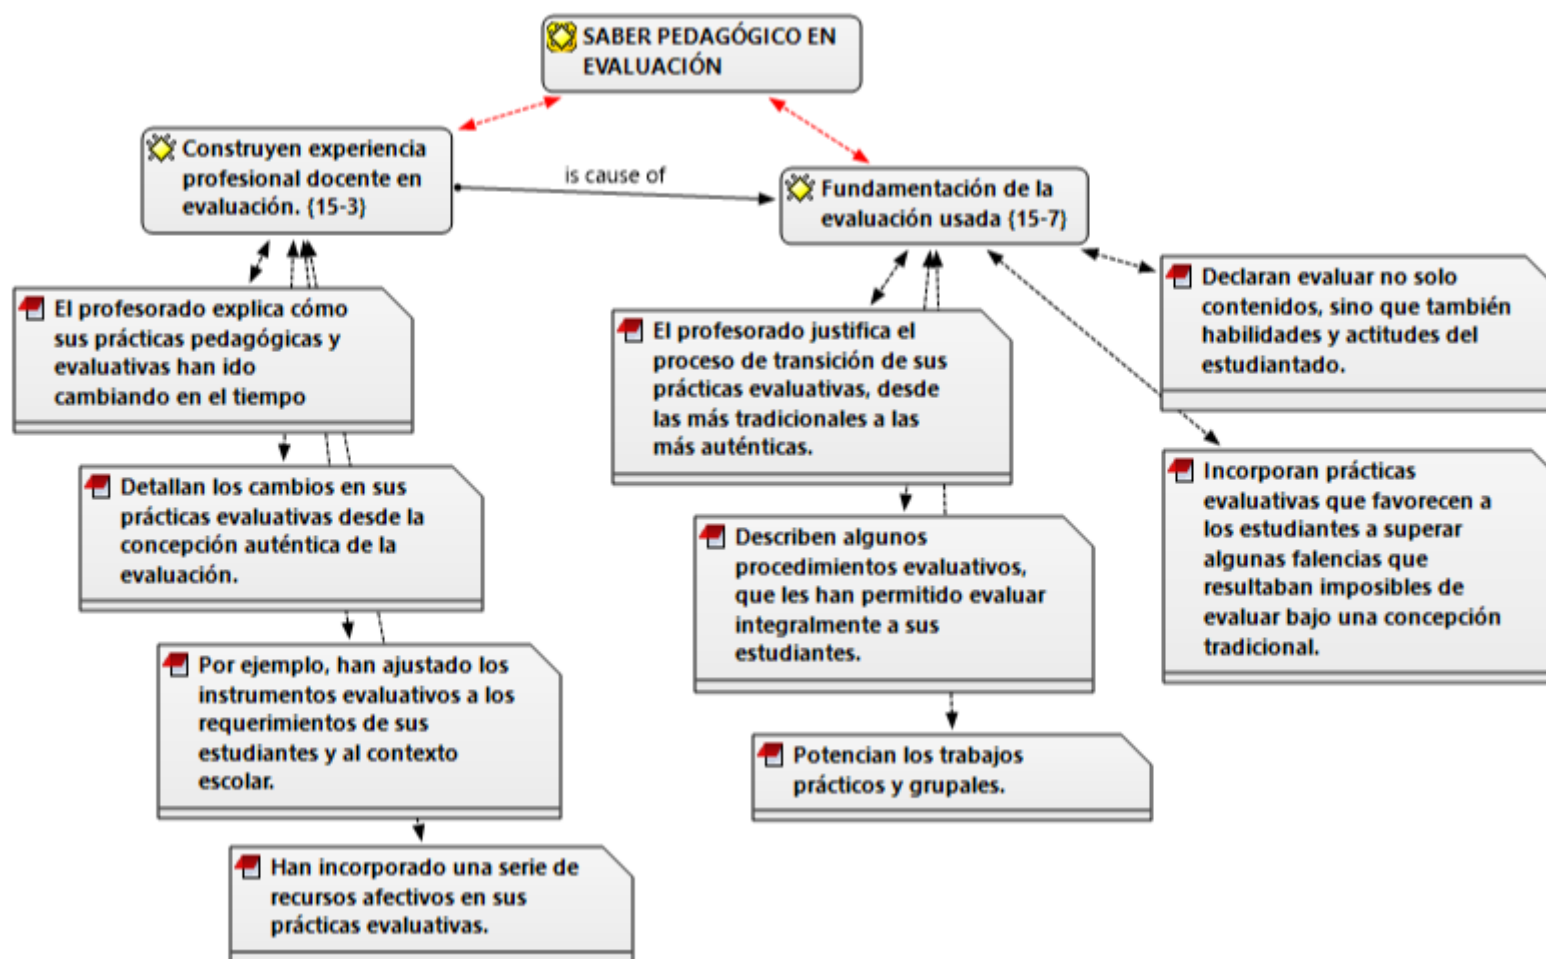 SABER PEDAGÓGICO EN
EVALUACIÓN
Construyen experiencia
profesional docente en
evaluación. {15-3}
is cause of
Fundamentación de la
evaluación usada {15-7}
El profesorado explica cómo
sus prácticas pedagógicas y
evaluativas han ido
cambiando en el tiempo
Detallan los cambios en sus
prácticas evaluativas desde la
concepción auténtica de la
evaluación.
Por ejemplo, han ajustado los
instrumentos evaluativos a los
requerimientos de sus
estudiantes y al contexto
escolar.
Han incorporado una serie de
recursos afectivos en sus
prácticas evaluativas.
El profesorado justifica el
proceso de transición de sus
prácticas evaluativas, desde
las más tradicionales a las
más auténticas.
Describen algunos
procedimientos evaluativos,
que les han permitido evaluar
integralmente a sus
estudiantes.
Potencian los trabajos
prácticos y grupales.
Declaran evaluar no solo
contenidos, sino que también
habilidades y actitudes del
estudiantado.
Incorporan prácticas
evaluativas que favorecen a
los estudiantes a superar
algunas falencias que
resultaban imposibles de
evaluar bajo una concepción
tradicional.